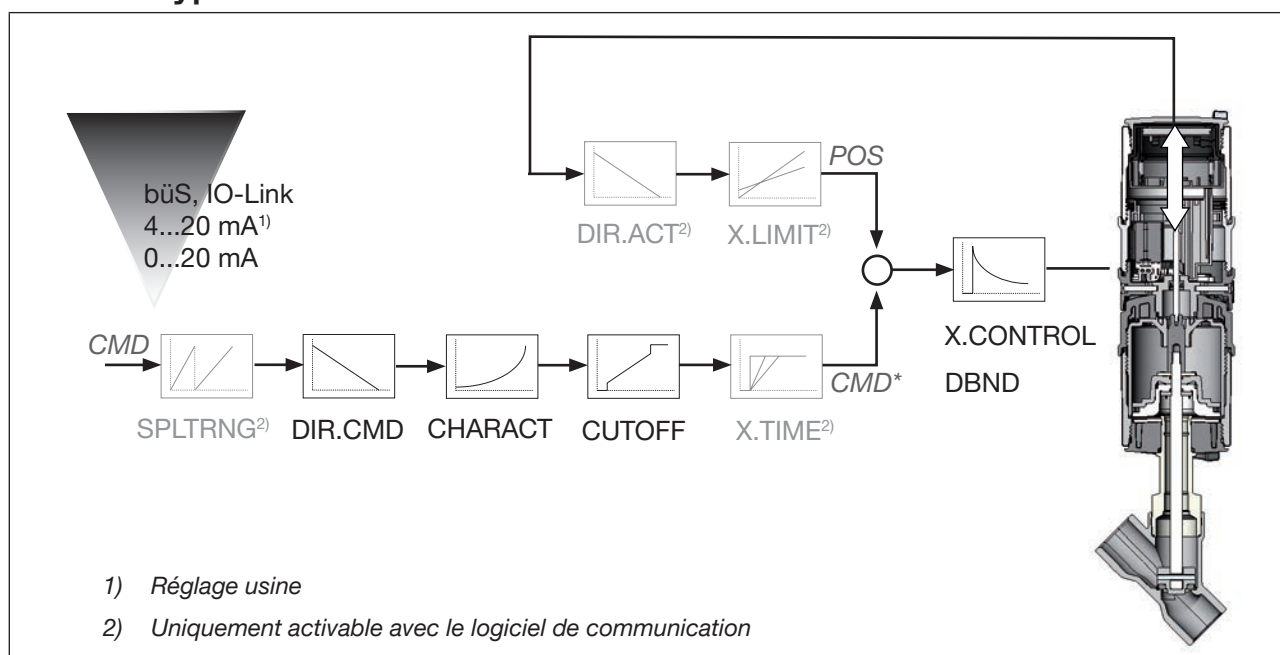 büS, IO-Link
4...20 mA1)
0...20 mA
POS
DIR.ACT2) X.LIMIT2)
CMD
SPLTRNG2) DIR.CMD CHARACT CUTOFF X.TIME2)
CMD*
X.CONTROL
DBND
1) Réglage usine
2) Uniquement activable avec le logiciel de communication